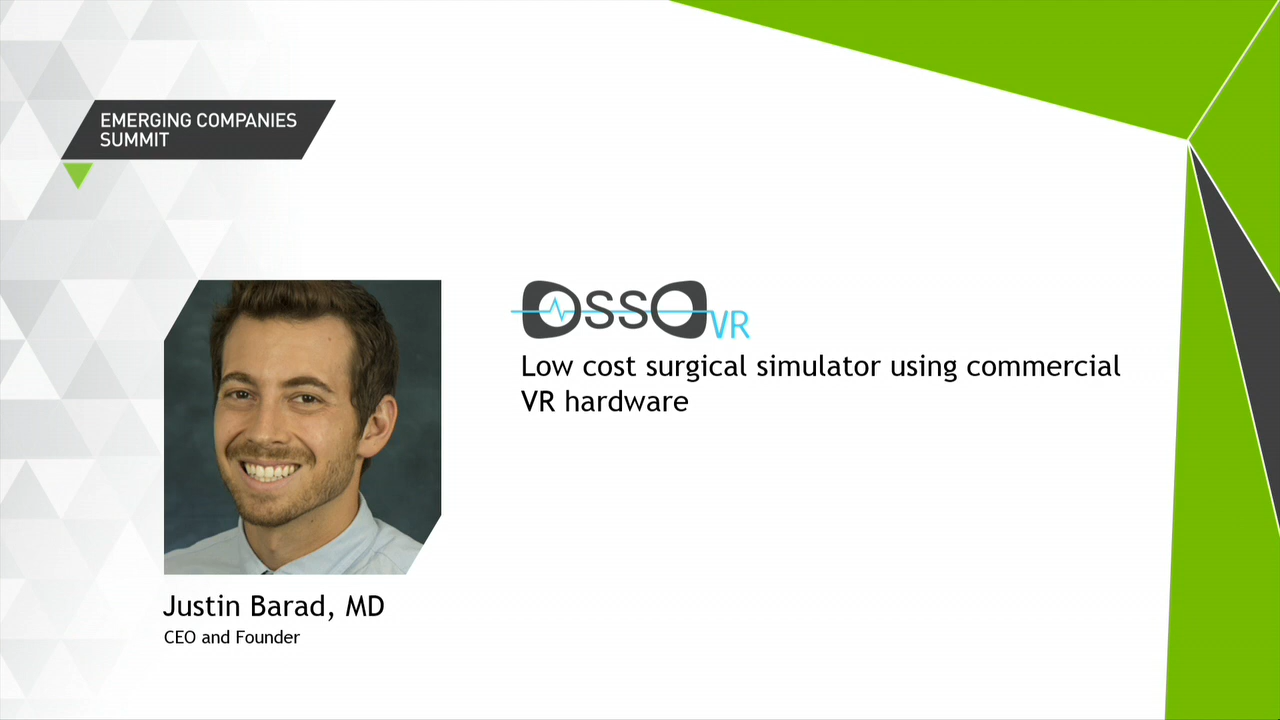 EMERGING COMPANIES
SUMMIT
OSSO VR
Low cost surgical simulator using commercial
VR hardware
Justin Barad, MD
CEO and Founder